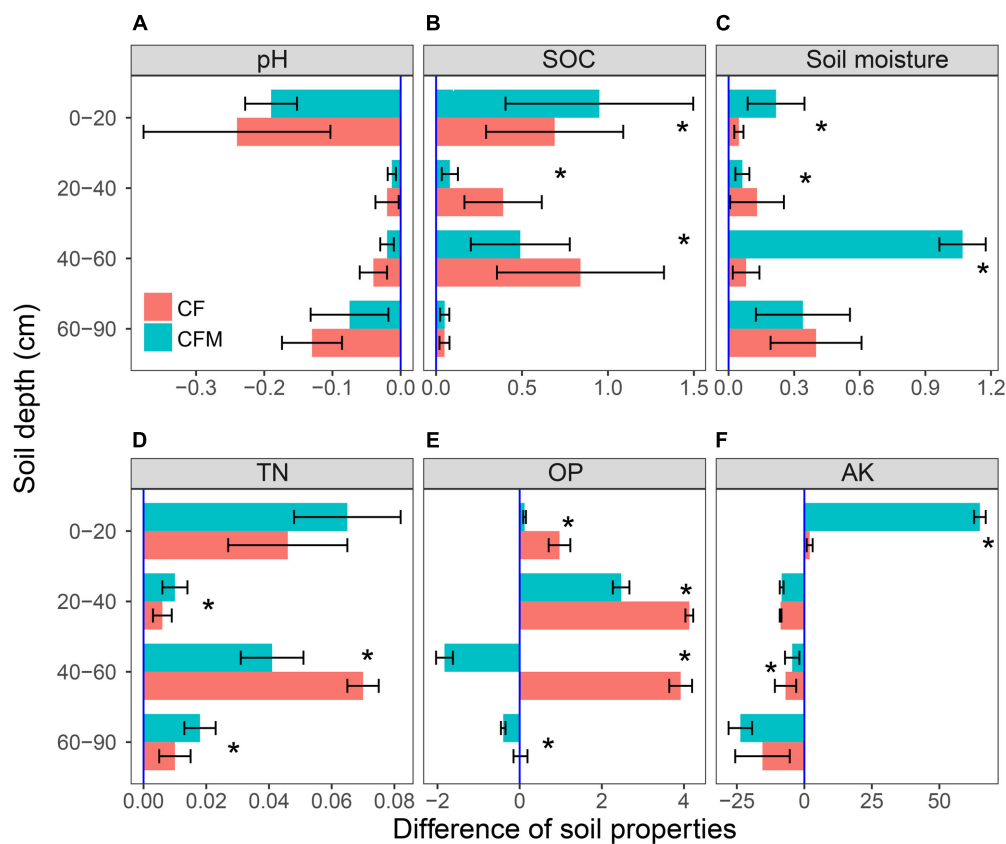 A B C
pH SOC Soil moisture
0−20
20−40
40−60
60−90
*
*
*
*
*
*
CF
CFM
−0.3 −0.2 −0.1 0.0
0.0 0.5 1.0 1.5
0.0 0.3 0.6 0.9 1.2
Soil depth (cm)
D E F
TN OP AK
0−20
20−40
40−60
60−90
*
*
*
*
*
*
*
*
*
0.00 0.02 0.04 0.06 0.08
−2 0 2 4
−25 0 25 50
Difference of soil properties